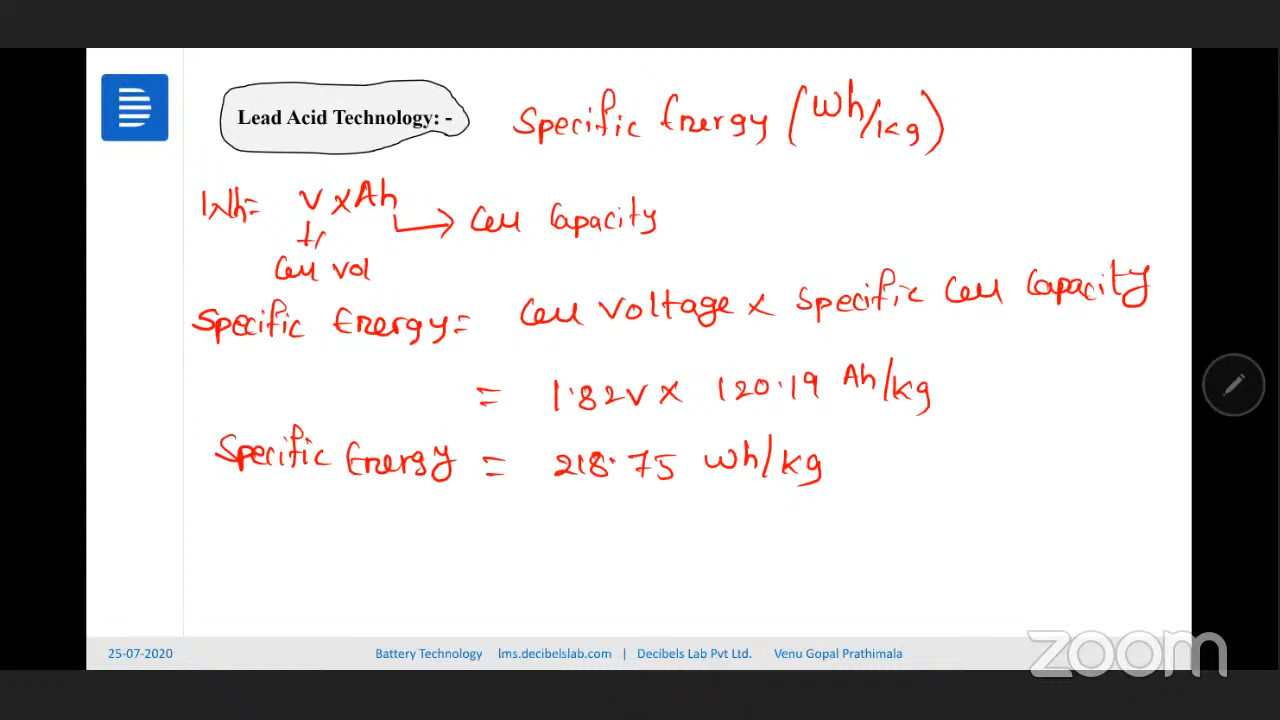 Lead Acid Technology: -
Specific Energy (Wh/kg)
Wh= V x Ah
Cell Capacity
Cell vol
Specific Energy = Cell Voltage x Specific Cell Capacity
= 1.82V x 120.19 Ah/kg
Specific Energy = 218.75 Wh/kg
25-07-2020 Battery Technology lms.decibelslab.com | Decibels Lab Pvt Ltd. Venu Gopal Prathimala
zoom